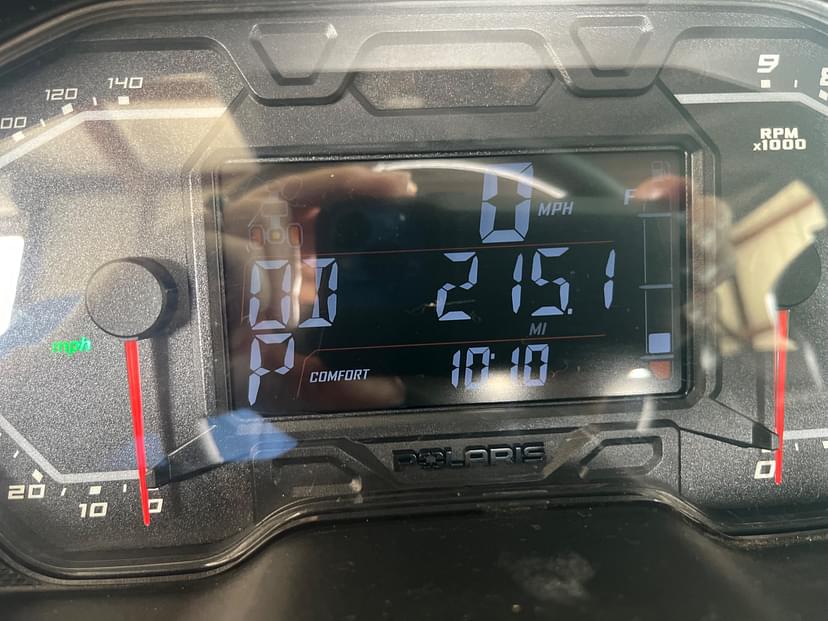 140
120
00
9
8
RPM
x1000
0 MPH
F
OD 215.1
MI
mph
P COMFORT 10:10
POLARIS
20
10
0
0